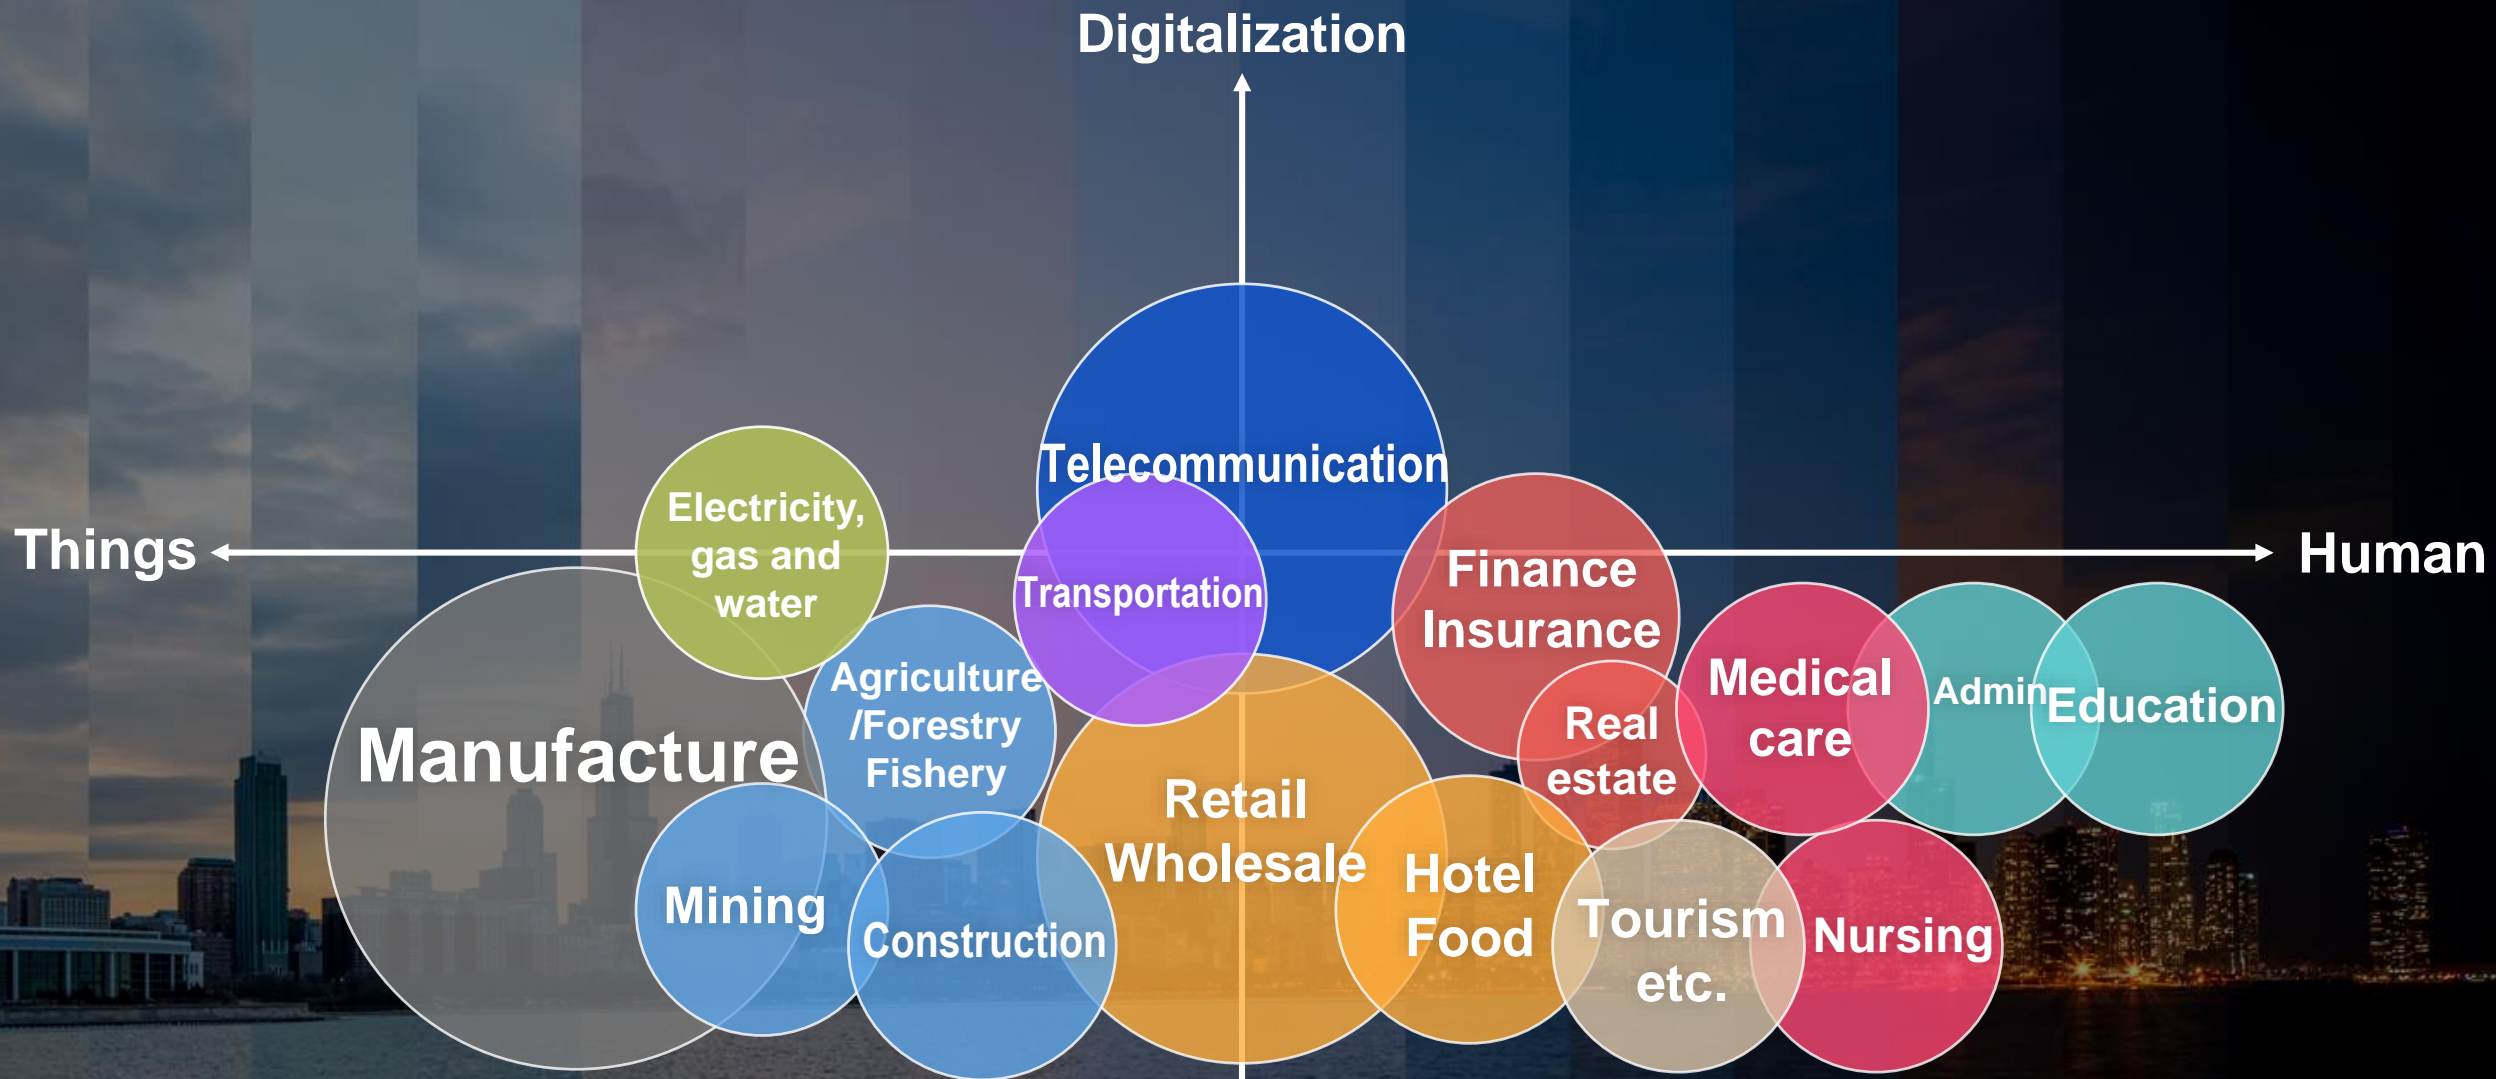 Digitalization
Things
Human
Telecommunication
Electricity,
gas and
water
Transportation
Finance
Insurance
Agriculture
/Forestry
Fishery
Manufacture
Medical
care
Admin
Education
Real
estate
Retail
Wholesale
Mining
Construction
Hotel
Food
Tourism
etc.
Nursing